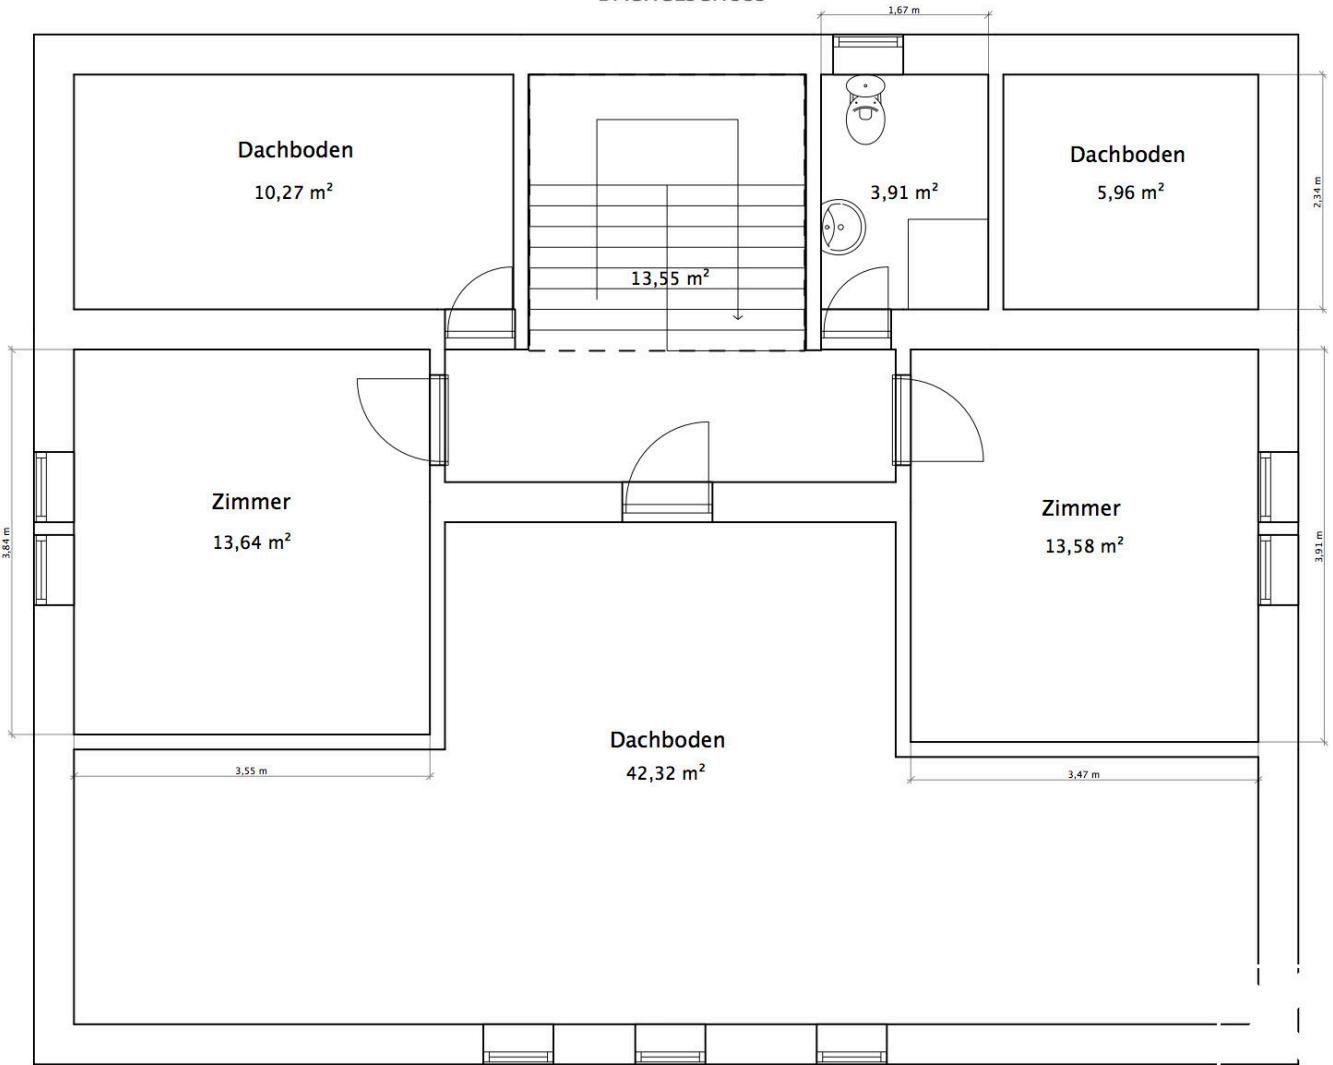 1,67 m
Dachboden
10,27 m²
13,55 m²
3,91 m²
Dachboden
5,96 m²
2,34 m
Zimmer
13,64 m²
3,84 m
Zimmer
13,58 m²
3,91 m
Dachboden
42,32 m²
3,55 m
3,47 m